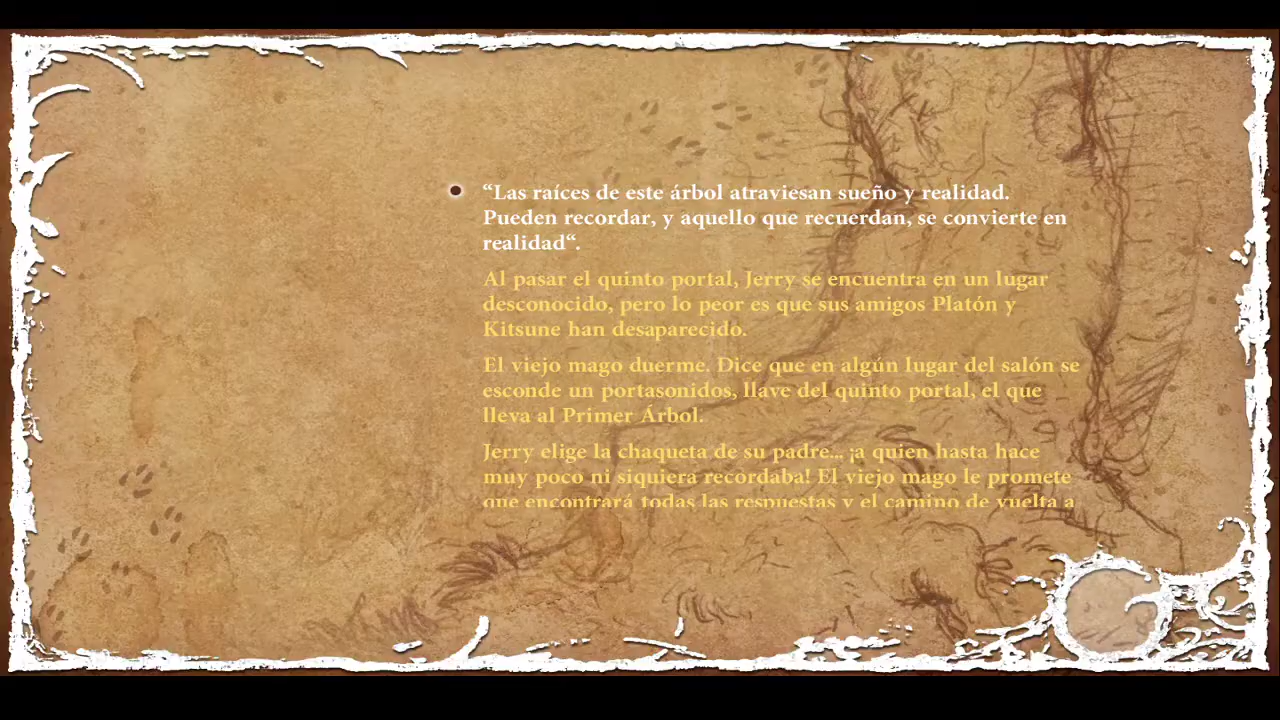 “Las raíces de este árbol atraviesan sueño y realidad.
Pueden recordar, y aquello que recuerdan, se convierte en
realidad“.
Al pasar el quinto portal, Jerry se encuentra en un lugar
desconocido, pero lo peor es que sus amigos Platón y
Kitsune han desaparecido.
El viejo mago duerme. Dice que en algún lugar del salón se
esconde un portasonidos, llave del quinto portal, el que
lleva al Primer Árbol.
Jerry elige la chaqueta de su padre... ¡a quien hasta hace
muy poco ni siquiera recordaba! El viejo mago le promete
que encontrará todas las respuestas y el camino de vuelta a